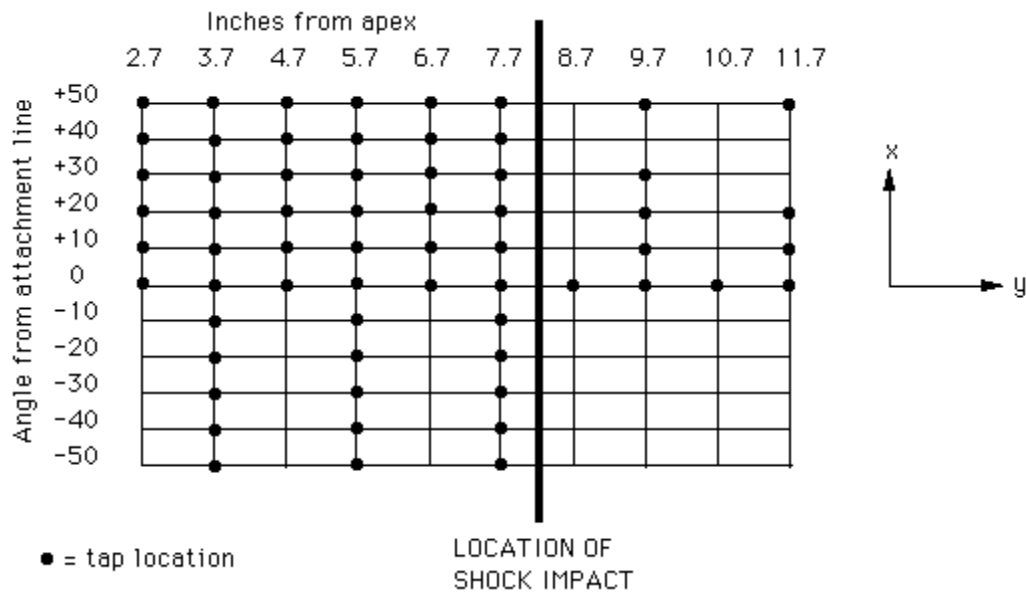 Inches from apex
2.7 3.7 4.7 5.7 6.7 7.7 8.7 9.7 10.7 11.7
Angle from attachment line
+50
+40
+30
+20
+10
0
-10
-20
-30
-40
-50
x
y
= tap location
LOCATION OF
SHOCK IMPACT